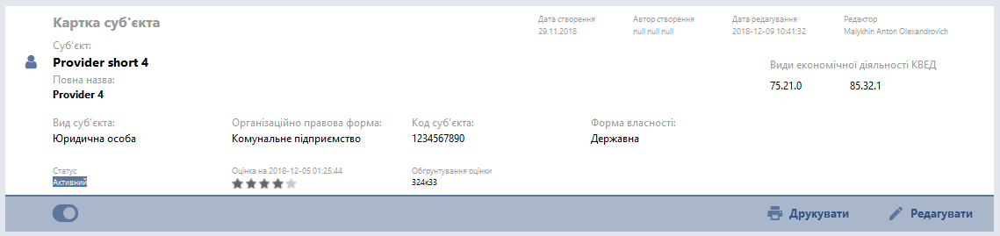 Картка суб'єкта
Дата створення Автор створення Дата редагування Редактор
29.11.2018 null null null 2018-12-09 10:41:32 Malykhin Anton Olexandrovich
Суб'єкт:
Provider short 4
Повна назва:
Provider 4
Види економічної діяльності КВЕД
75.21.0 85.32.1
Вид суб'єкта: Організаційно правова форма: Код суб'єкта: Форма власності:
Юридична особа Комунальне підприємство 1234567890 Державна
Статус Оцінка на 2018-12-05 01:25:44 Обґрунтування оцінки
Активний 324к33
Друкувати Редагувати